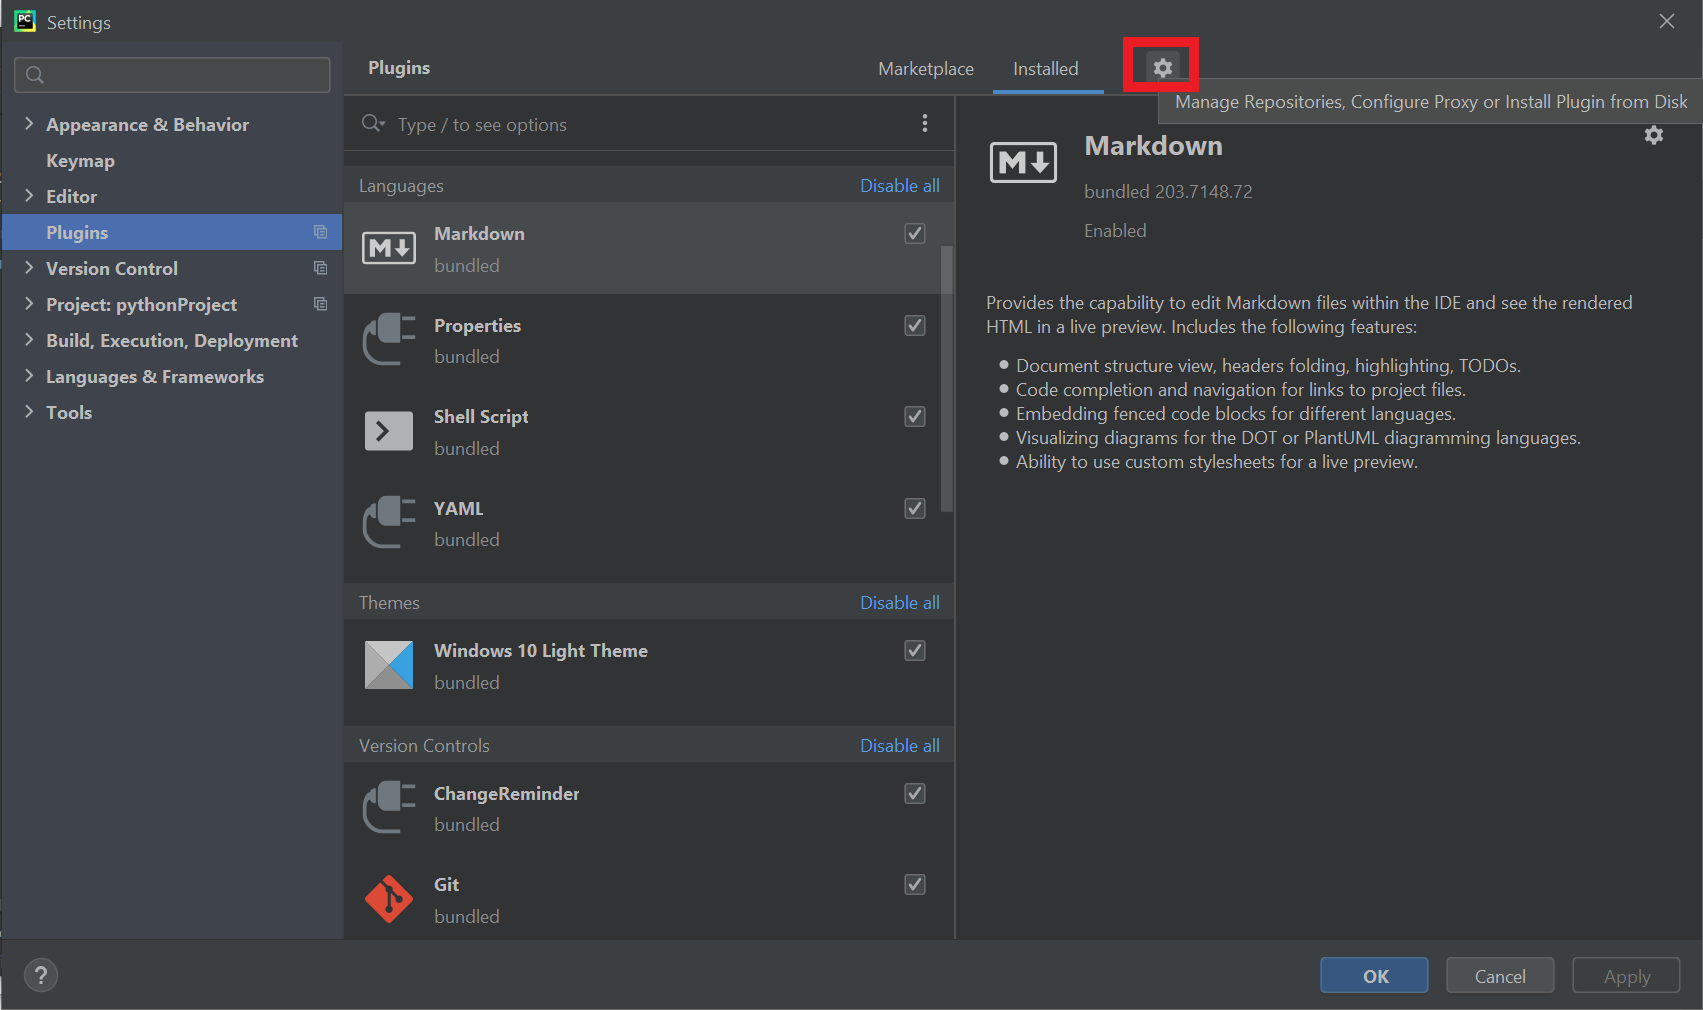 PC
Settings
Plugins
Marketplace
Installed
Manage Repositories, Configure Proxy or Install Plugin from Disk
Appearance & Behavior
Keymap
Editor
Plugins
Version Control
Project: pythonProject
Build, Execution, Deployment
Languages & Frameworks
Tools
Type / to see options
Languages
Disable all
M
Markdown
bundled
Properties
bundled
Shell Script
bundled
YAML
bundled
Themes
Disable all
Windows 10 Light Theme
bundled
Version Controls
Disable all
ChangeReminder
bundled
Git
bundled
M
Markdown
bundled 203.7148.72
Enabled
Provides the capability to edit Markdown files within the IDE and see the rendered
HTML in a live preview. Includes the following features:
● Document structure view, headers folding, highlighting, TODOs.
● Code completion and navigation for links to project files.
● Embedding fenced code blocks for different languages.
● Visualizing diagrams for the DOT or PlantUML diagramming languages.
● Ability to use custom stylesheets for a live preview.
?
OK
Cancel
Apply